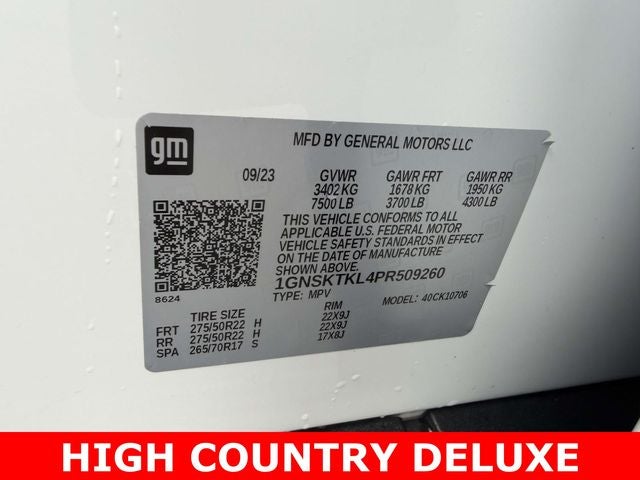 gm
MFD BY GENERAL MOTORS LLC
09/23 GVWR GAWR FRT GAWR RR
3402 KG 1678 KG 1950 KG
7500 LB 3700 LB 4300 LB
THIS VEHICLE CONFORMS TO ALL
APPLICABLE U.S. FEDERAL MOTOR
VEHICLE SAFETY STANDARDS IN EFFECT
ON THE DATE OF MANUFACTURE
SHOWN ABOVE.
1GNSKTKL4PR509260
8624 TYPE: MPV MODEL: 40CK10706
TIRE SIZE RIM
FRT 275/50R22 H 22X9J
RR 275/50R22 H 22X9J
SPA 265/70R17 S 17X8J
HIGH COUNTRY DELUXE